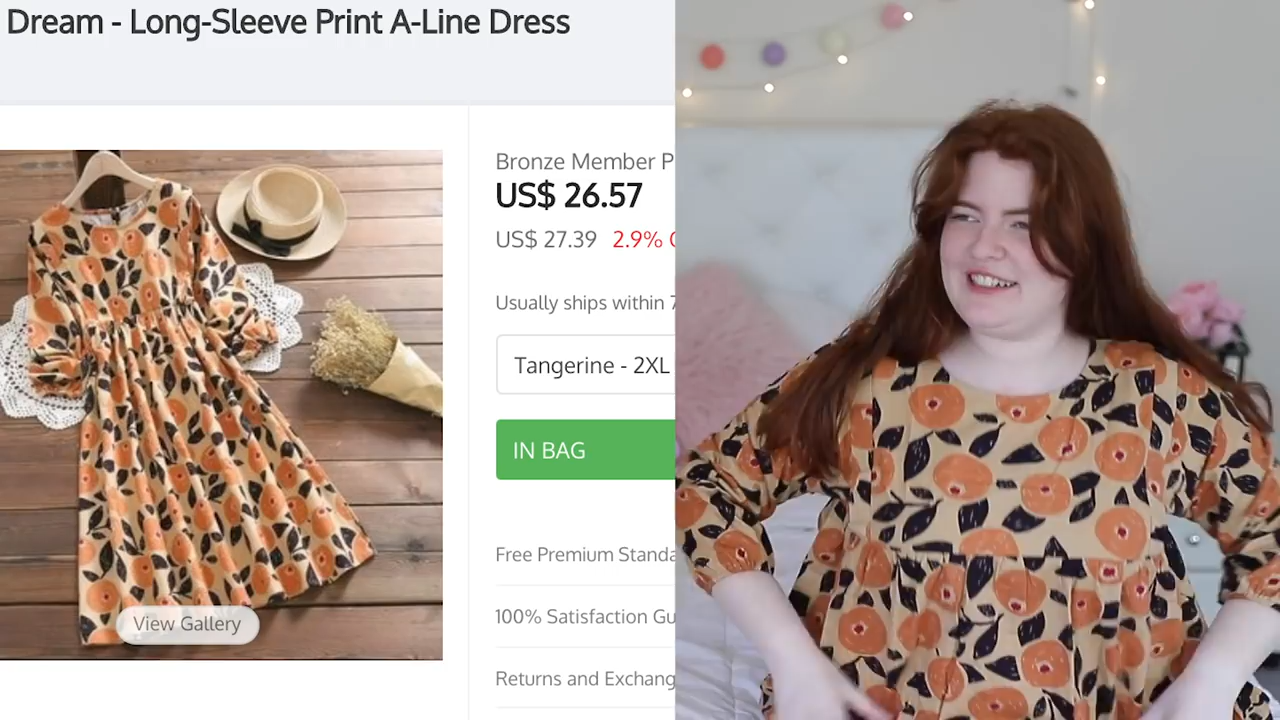 Dream - Long-Sleeve Print A-Line Dress
Bronze Member P
US$ 26.57
US$ 27.39 2.9%
Usually ships within 7
Tangerine - 2XL
IN BAG
Free Premium Standa
100% Satisfaction Gu
Returns and Exchang
View Gallery